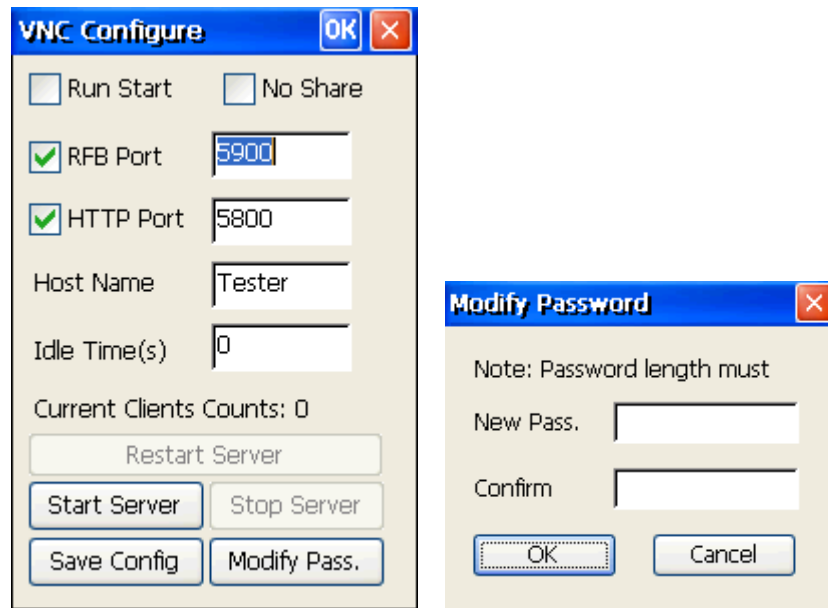 VNC Configure OK
Run Start No Share
RFB Port 5900
HTTP Port 5800
Host Name Tester
Idle Time(s) 0
Current Clients Counts: 0
Restart Server
Start Server Stop Server
Save Config Modify Pass.
Modify Password
Note: Password length must
New Pass.
Confirm
OK Cancel